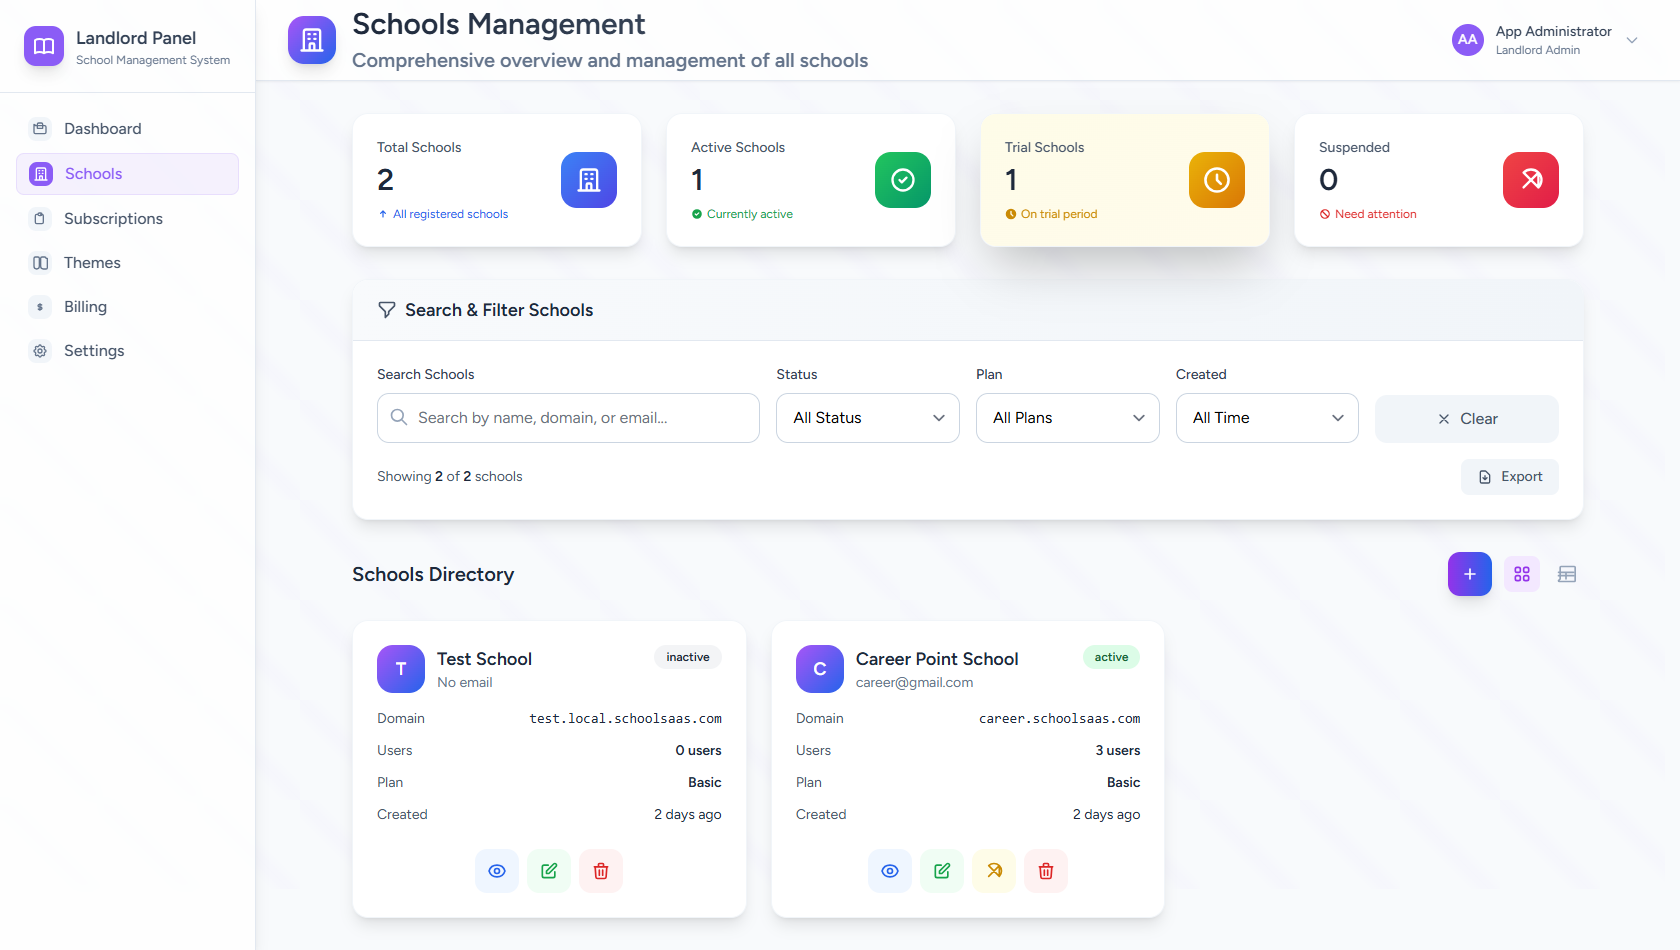 Landlord Panel
School Management System
Dashboard
Schools
Subscriptions
Themes
Billing
Settings
Schools Management
Comprehensive overview and management of all schools
AA
App Administrator
Landlord Admin
Total Schools
2
All registered schools
Active Schools
1
Currently active
Trial Schools
1
On trial period
Suspended
0
Need attention
Search & Filter Schools
Search Schools
Search by name, domain, or email...
Status
All Status
Plan
All Plans
Created
All Time
Clear
Showing 2 of 2 schools
Export
Schools Directory
T
Test School
inactive
No email
Domain test.local.schoolsaas.com
Users 0 users
Plan Basic
Created 2 days ago
C
Career Point School
active
career@gmail.com
Domain career.schoolsaas.com
Users 3 users
Plan Basic
Created 2 days ago